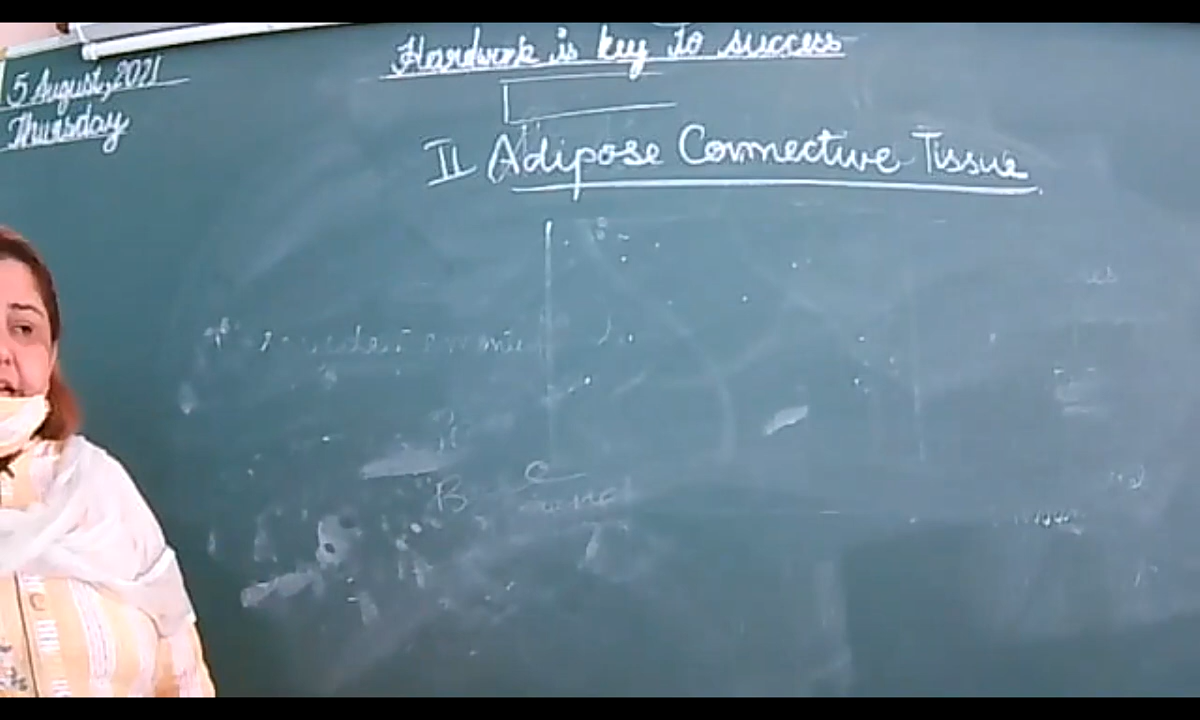 Hardwork is key to success
5 August, 2021
Thursday
II Adipose Connective Tissue